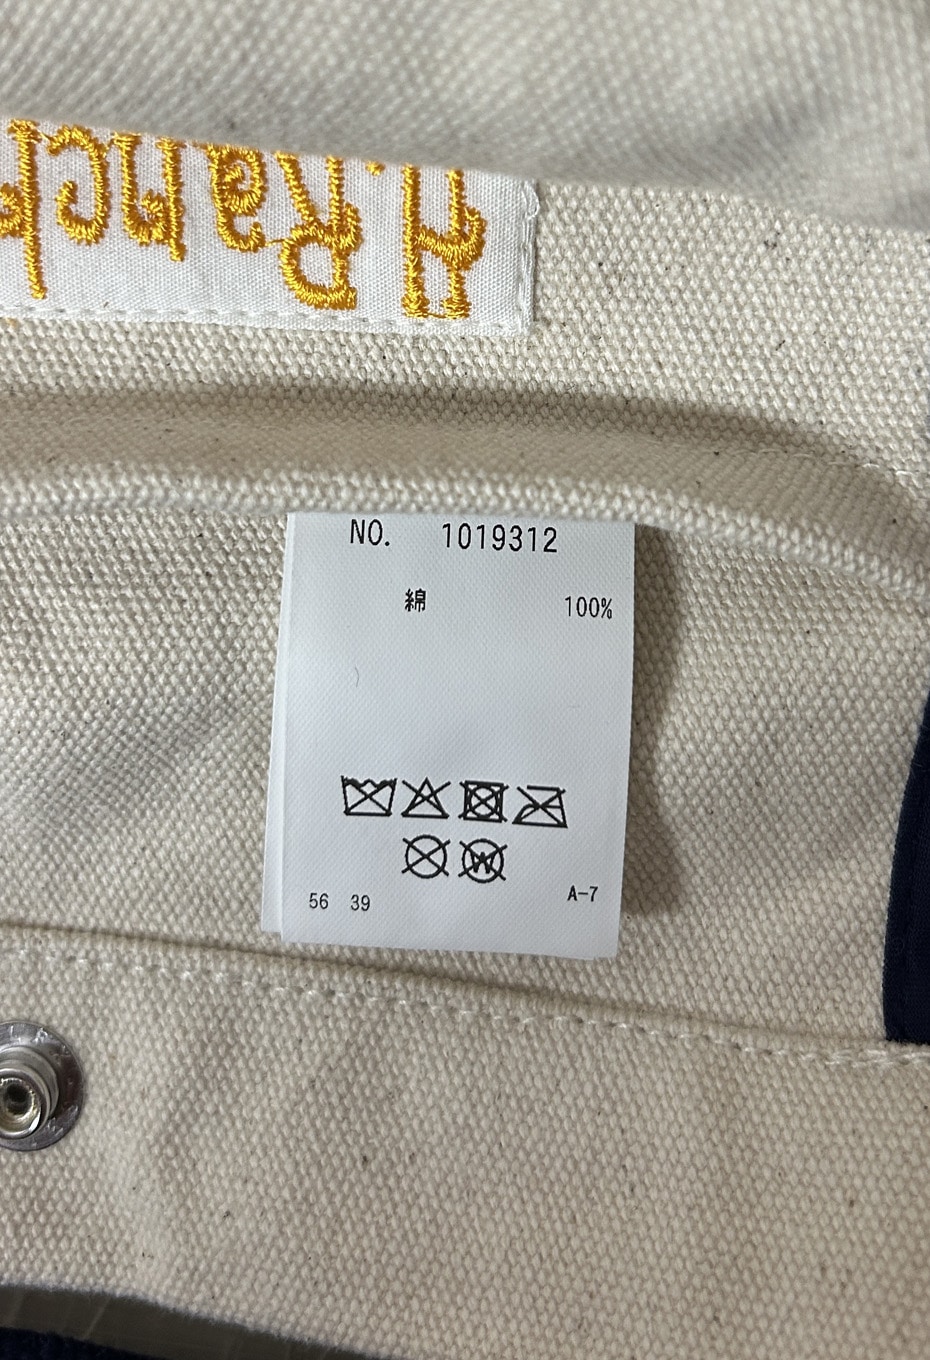 H.Ranch
NO. 1019312
綿 100%
W
56 39 A-7